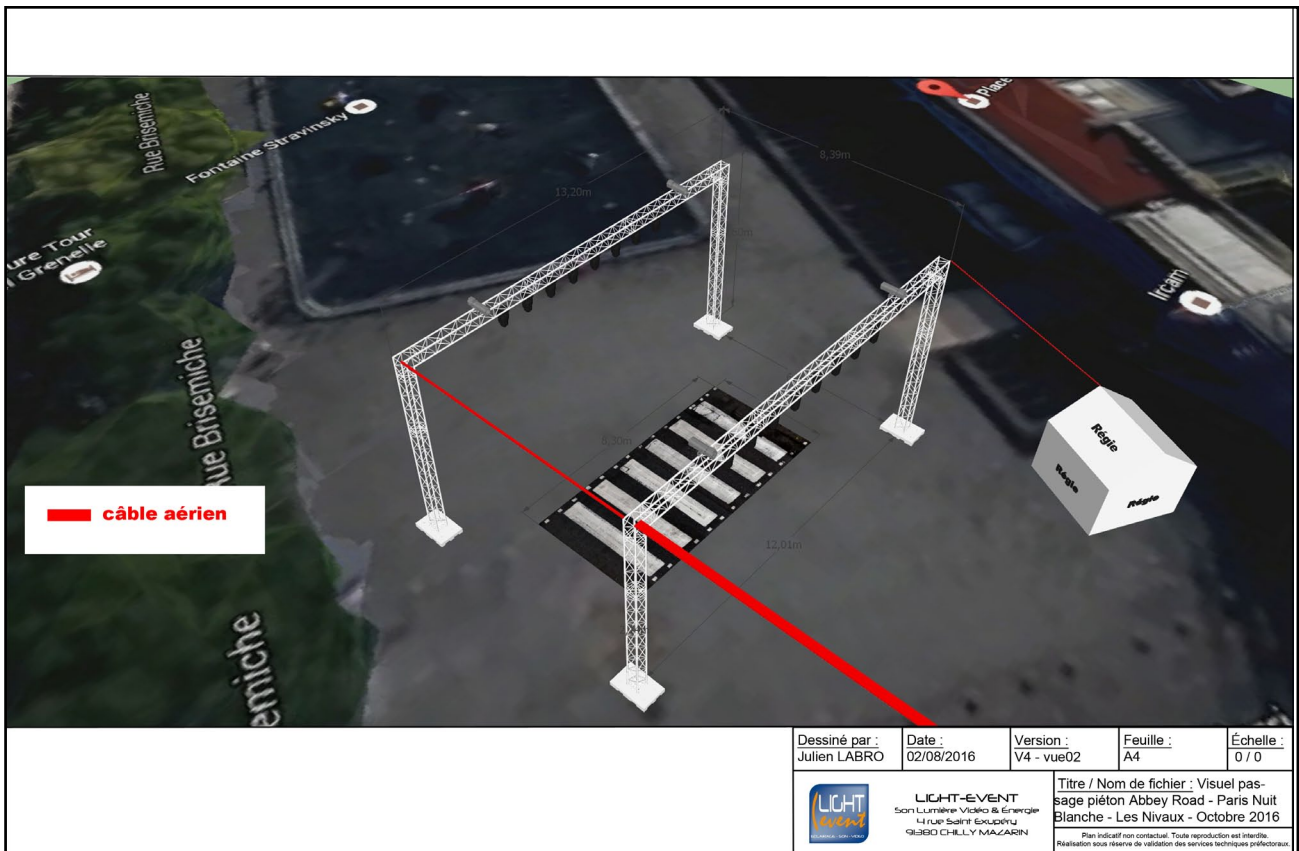 Rue Brisemiche
Fontaine Stravinsky
Place
8,39m
13,20m
ure Tour
Grenelle
Ircam
Rue Brisemiche
Régie
Régie
Régie
câble aérien
12,01m
emiche
Dessiné par :
Julien LABRO
Date :
02/08/2016
Version :
V4 - vue02
Feuille :
A4
Échelle :
0 / 0
LIGHT
event
LIGHT-EVENT
Son Lumière Vidéo & Énergie
4 rue Saint Exupéry
91380 CHILLY MAZARIN
Titre / Nom de fichier : Visuel pas-
sage piéton Abbey Road - Paris Nuit
Blanche - Les Nivaux - Octobre 2016
Plan indicatif non contactuel. Toute reproduction est interdite.
Réalisation sous réserve de validation des services techniques préfectoraux.